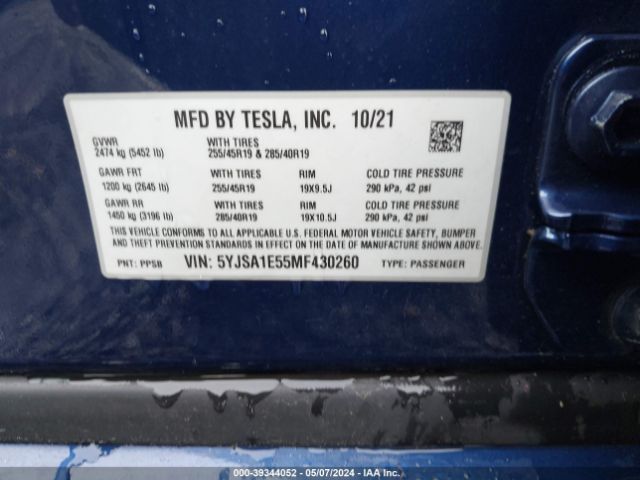 MFD BY TESLA, INC. 10/21
GVWR WITH TIRES
2474 kg (5452 lb) 255/45R19 & 285/40R19
GAWR FRT WITH TIRES RIM COLD TIRE PRESSURE
1200 kg (2645 lb) 255/45R19 19X9.5J 290 kPa, 42 psi
GAWR RR WITH TIRES RIM COLD TIRE PRESSURE
1450 kg (3196 lb) 285/40R19 19X10.5J 290 kPa, 42 psi
THIS VEHICLE CONFORMS TO ALL APPLICABLE U.S. FEDERAL MOTOR VEHICLE SAFETY, BUMPER
AND THEFT PREVENTION STANDARDS IN EFFECT ON THE DATE OF MANUFACTURE SHOWN ABOVE.
PNT: PPSB VIN: 5YJSA1E55MF430260 TYPE: PASSENGER
000-39344052 - 05/07/2024 - IAA Inc.